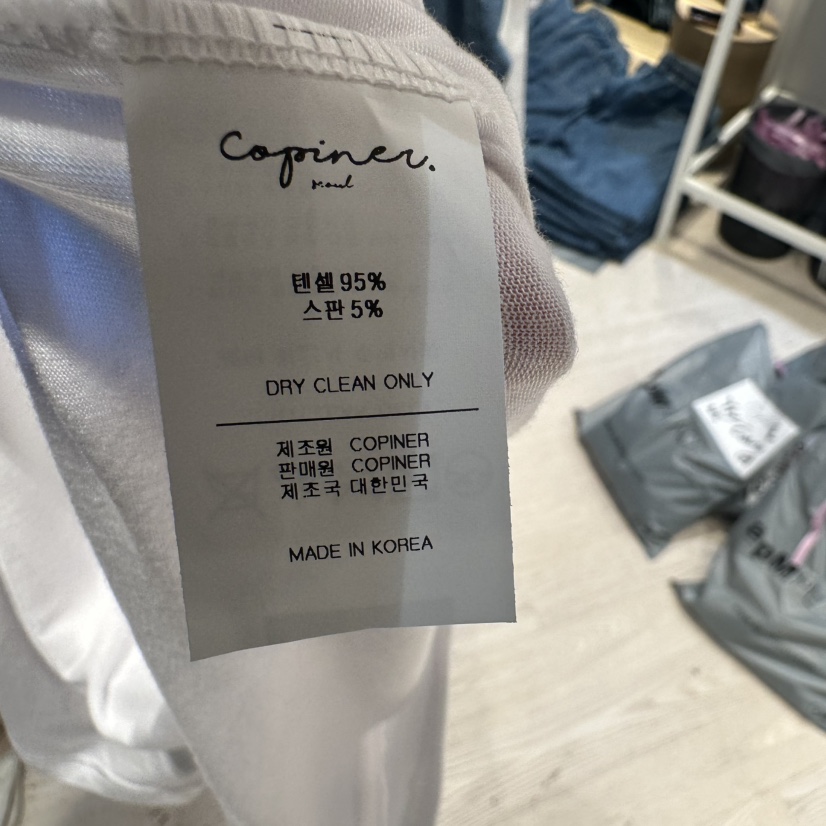 Copiner.
seoul
텐셀 95%
스판 5%
DRY CLEAN ONLY
제조원 COPINER
판매원 COPINER
제조국 대한민국
MADE IN KOREA